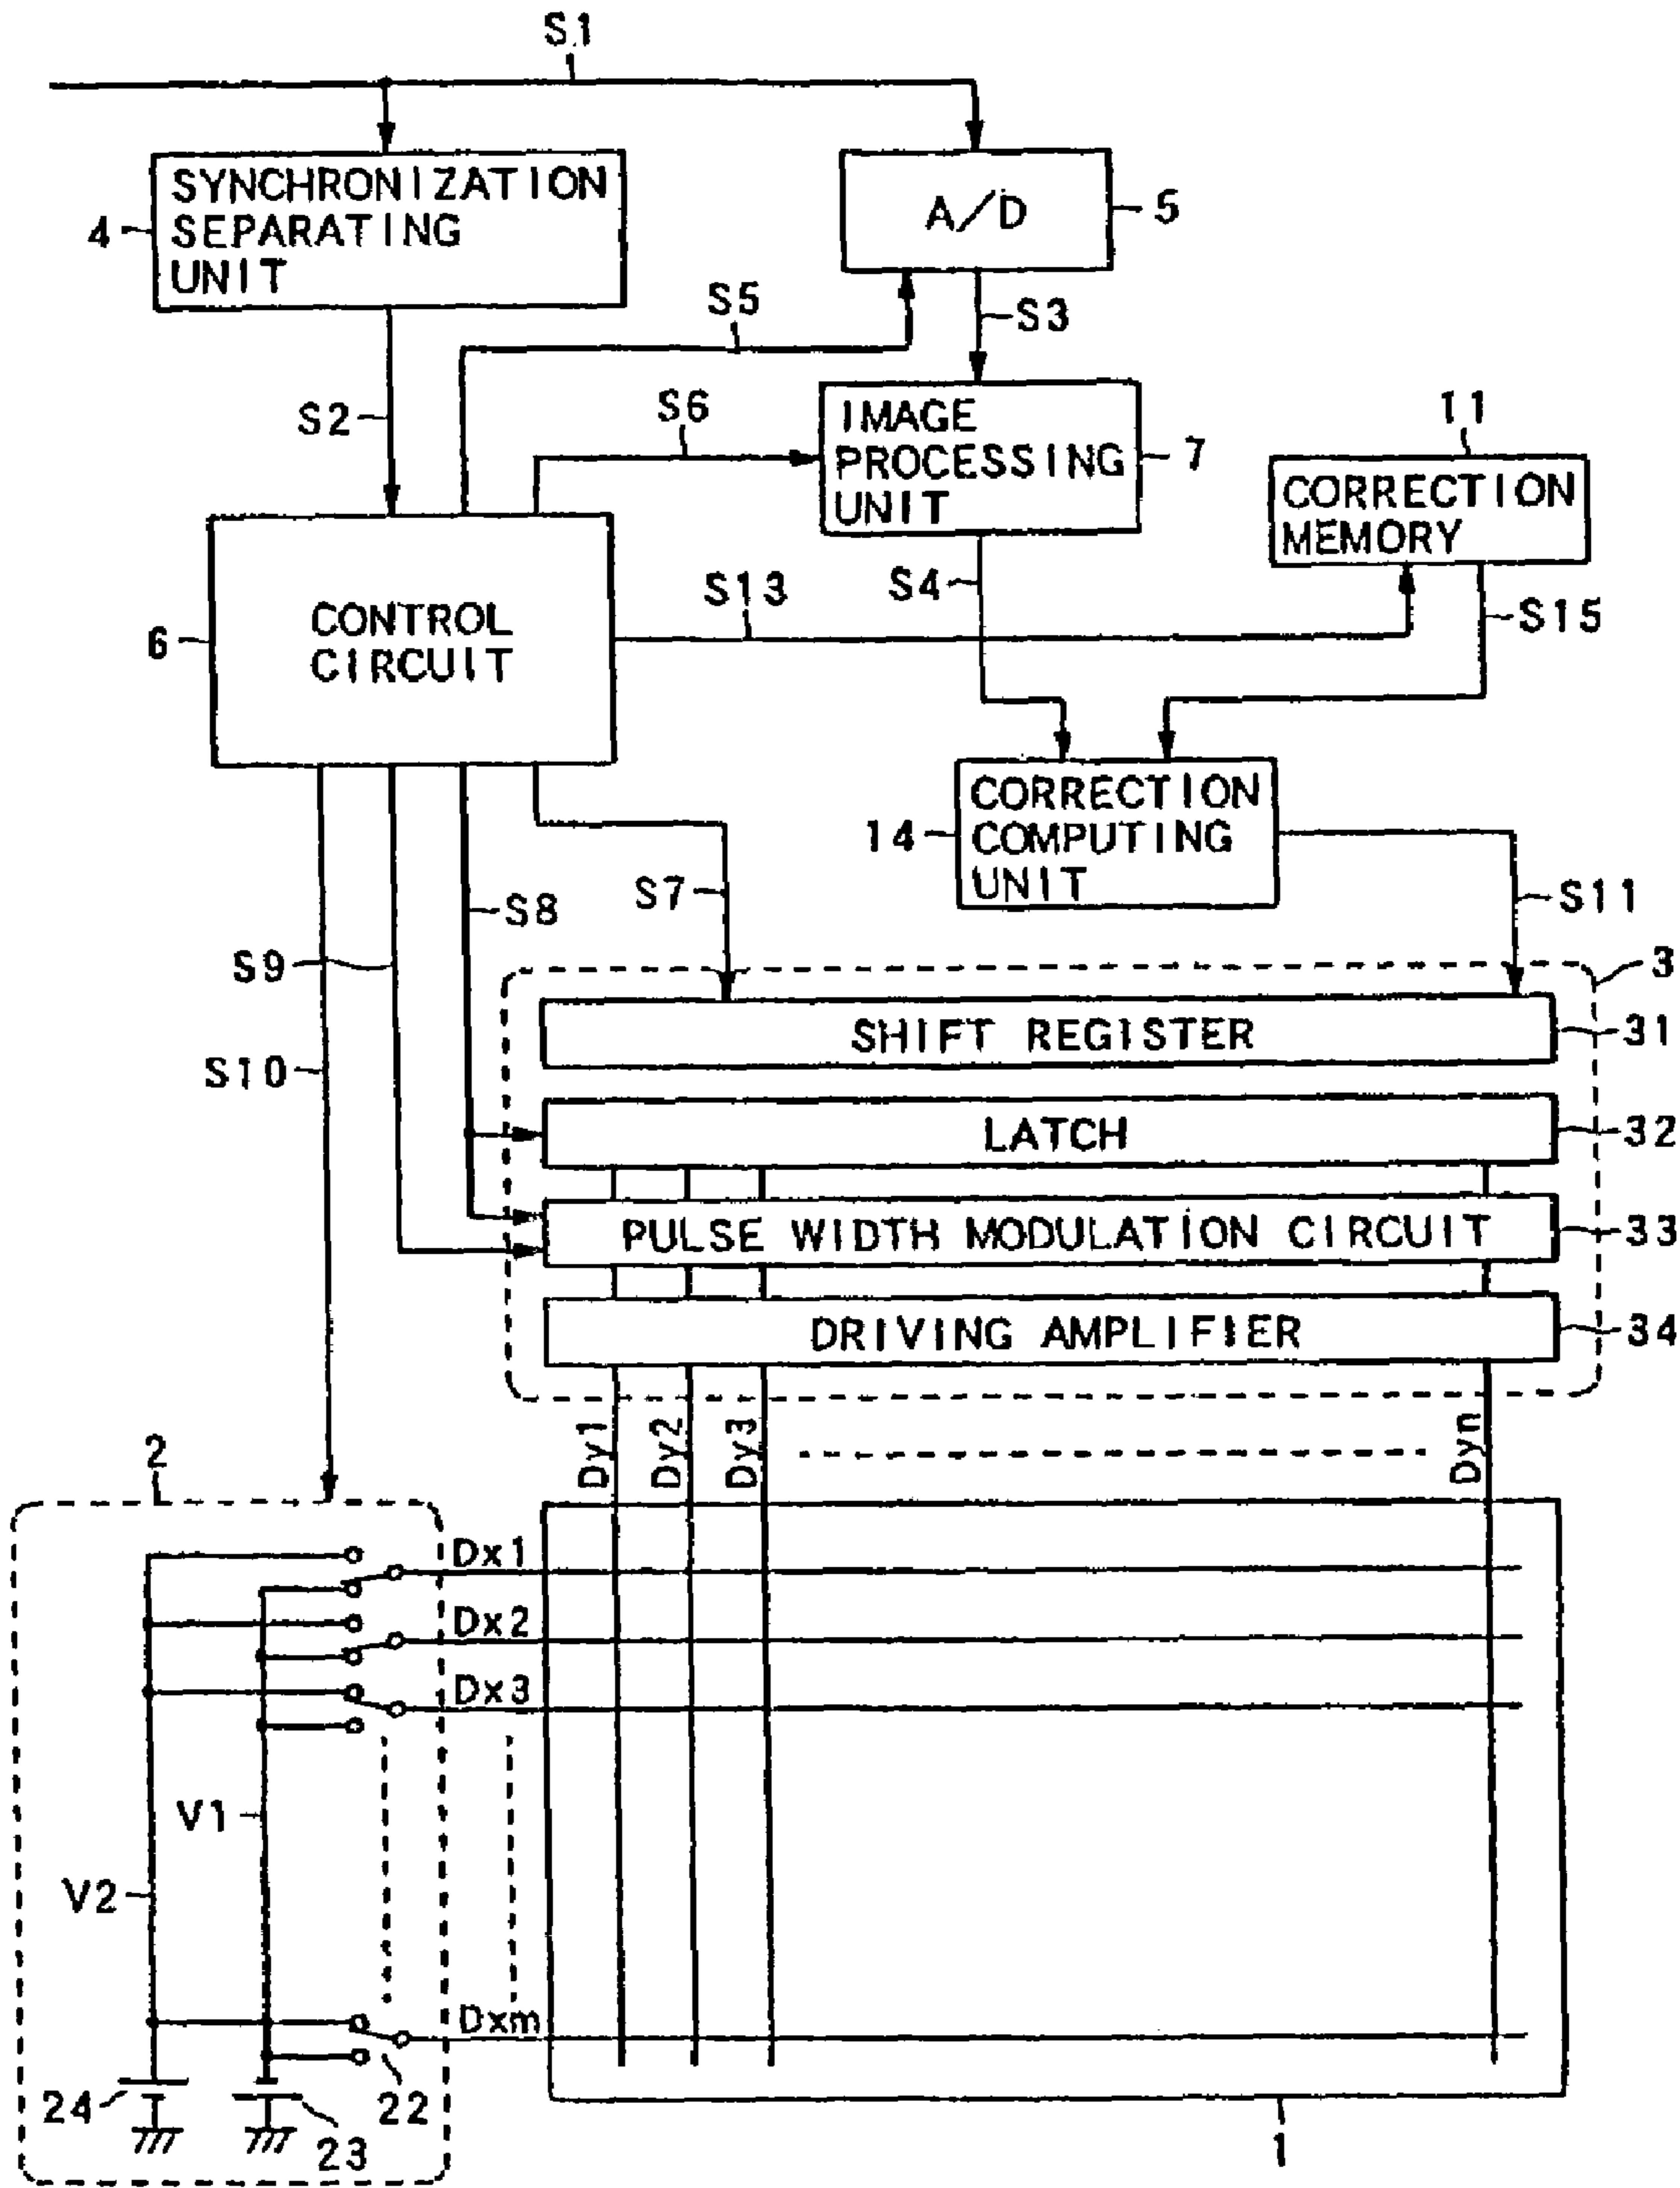 S1
SYNCHRONIZATION
SEPARATING
UNIT
4
A/D
5
S5
S3
S2
S6
IMAGE
PROCESSING
UNIT
7
11
CORRECTION
MEMORY
S13
S4
S15
CONTROL
CIRCUIT
6
CORRECTION
COMPUTING
UNIT
14
S7
S8
S11
S9
3
SHIFT REGISTER
31
S10
LATCH
32
PULSE WIDTH MODULATION CIRCUIT
33
DRIVING AMPLIFIER
34
Dy1
Dy2
Dy3
Dyn
2
Dx1
Dx2
Dx3
V1
V2
Dxm
24
22
23
1